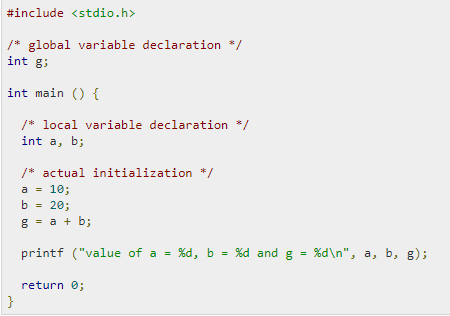 #include <stdio.h>
/* global variable declaration */
int g;
int main () {
/* local variable declaration */
int a, b;
/* actual initialization */
a = 10;
b = 20;
g = a + b;
printf ("value of a = %d, b = %d and g = %d\n", a, b, g);
return 0;
}